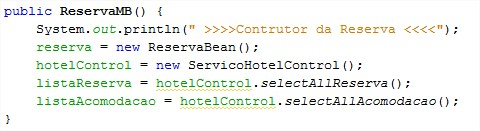 public ReservaMB() {
System.out.println(" >>>>Contrutor da Reserva <<<<");
reserva = new ReservaBean();
hotelControl = new ServicoHotelControl();
listaReserva = hotelControl.selectAllReserva();
listaAcomodacao = hotelControl.selectAllAcomodacao();
}